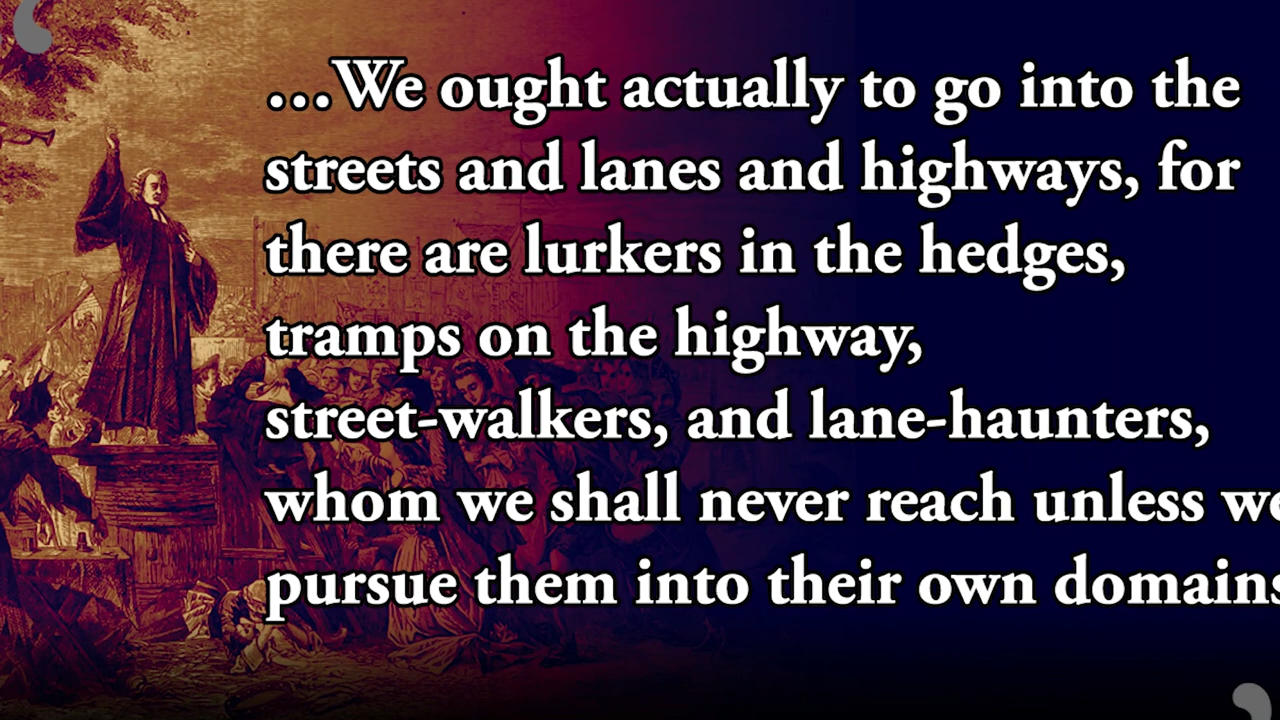 …We ought actually to go into the
streets and lanes and highways, for
there are lurkers in the hedges,
tramps on the highway,
street-walkers, and lane-haunters,
whom we shall never reach unless we
pursue them into their own domains